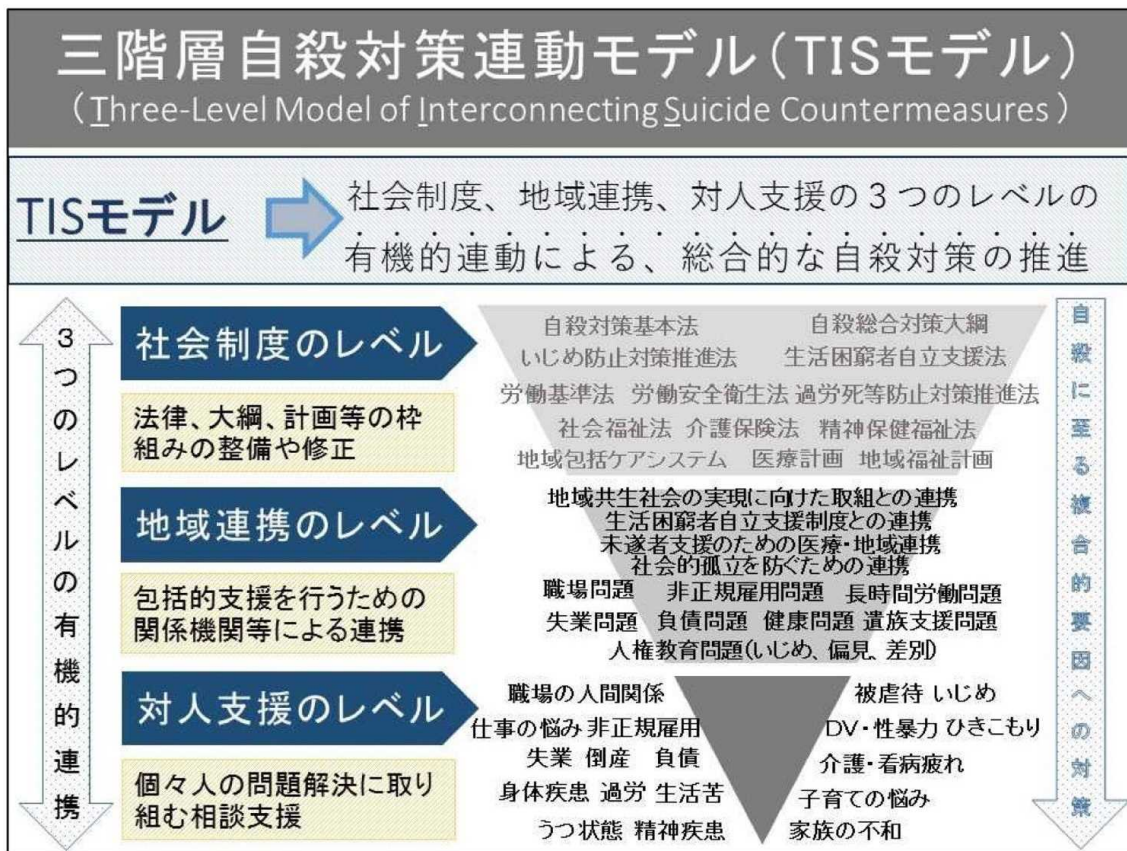 三階層自殺対策連動モデル(TISモデル)
(Three-Level Model of Interconnecting Suicide Countermeasures)
TISモデル
社会制度、地域連携、対人支援の3つのレベルの
有機的連動による、総合的な自殺対策の推進
3つのレベルの有機的連携
社会制度のレベル
法律、大綱、計画等の枠
組みの整備や修正
自殺対策基本法 自殺総合対策大綱
いじめ防止対策推進法 生活困窮者自立支援法
労働基準法 労働安全衛生法 過労死等防止対策推進法
社会福祉法 介護保険法 精神保健福祉法
地域包括ケアシステム 医療計画 地域福祉計画
地域連携のレベル
包括的支援を行うための
関係機関等による連携
地域共生社会の実現に向けた取組との連携
生活困窮者自立支援制度との連携
未遂者支援のための医療・地域連携
社会的孤立を防ぐための連携
職場問題 非正規雇用問題 長時間労働問題
失業問題 負債問題 健康問題 遺族支援問題
人権教育問題(いじめ、偏見、差別)
対人支援のレベル
個々人の問題解決に取り
組む相談支援
職場の人間関係 被虐待 いじめ
仕事の悩み 非正規雇用 DV・性暴力 ひきこもり
失業 倒産 負債 介護・看病疲れ
身体疾患 過労 生活苦 子育ての悩み
うつ状態 精神疾患 家族の不和
自殺に至る複合的要因への対策